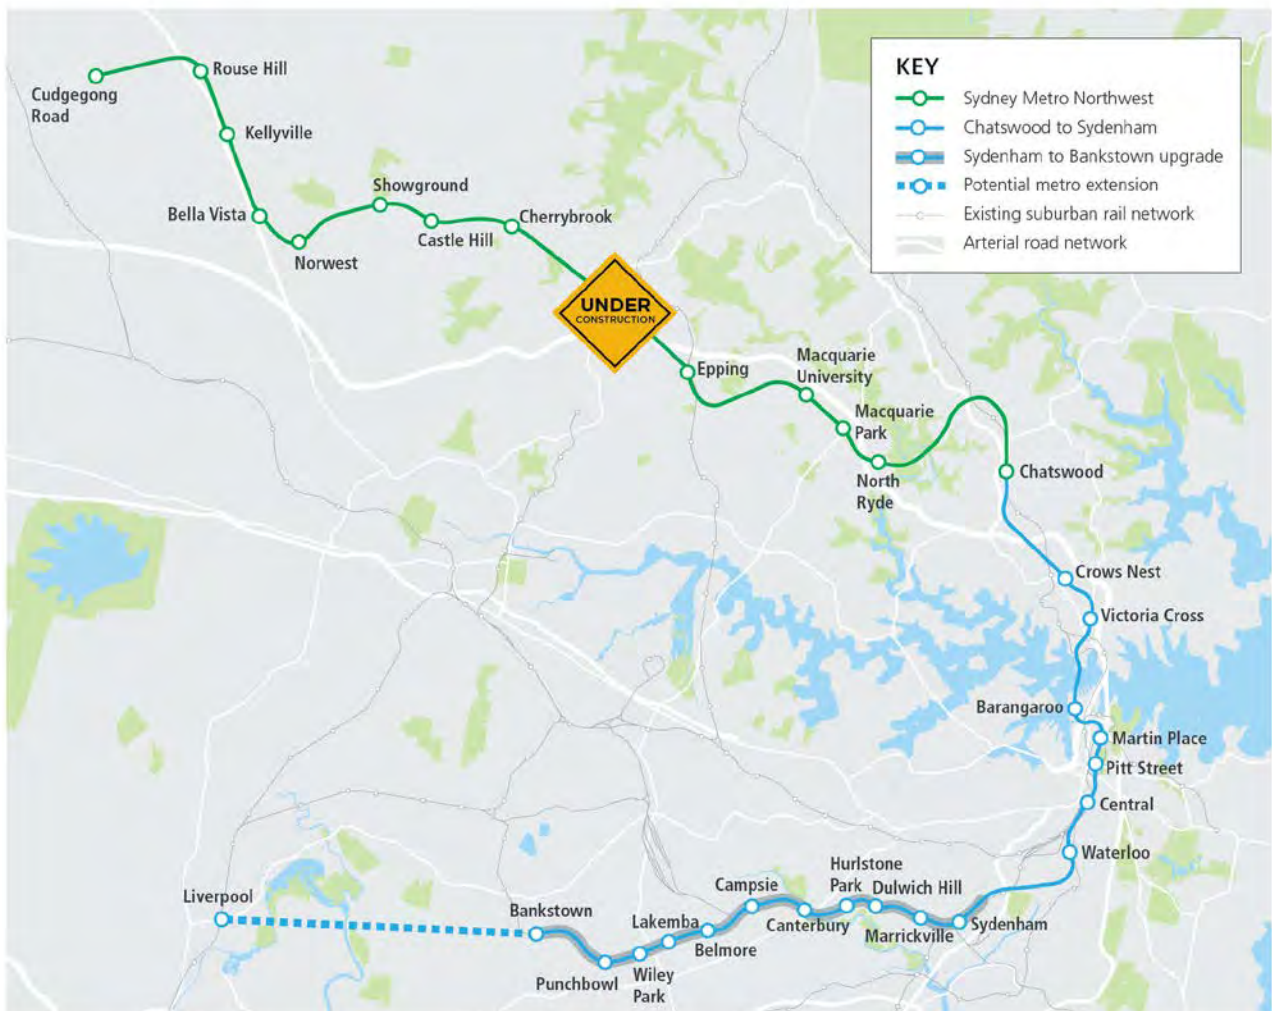 KEY
Sydney Metro Northwest
Chatswood to Sydenham
Sydenham to Bankstown upgrade
Potential metro extension
Existing suburban rail network
Arterial road network
Cudgegong
Road
Rouse Hill
Kellyville
Bella Vista
Norwest
Showground
Castle Hill
Cherrybrook
UNDER
CONSTRUCTION
Epping
Macquarie
University
Macquarie
Park
North
Ryde
Chatswood
Crows Nest
Victoria Cross
Barangaroo
Martin Place
Pitt Street
Central
Waterloo
Sydenham
Marrickville
Dulwich Hill
Hurlstone
Park
Canterbury
Campsie
Belmore
Lakemba
Wiley
Park
Punchbowl
Bankstown
Liverpool